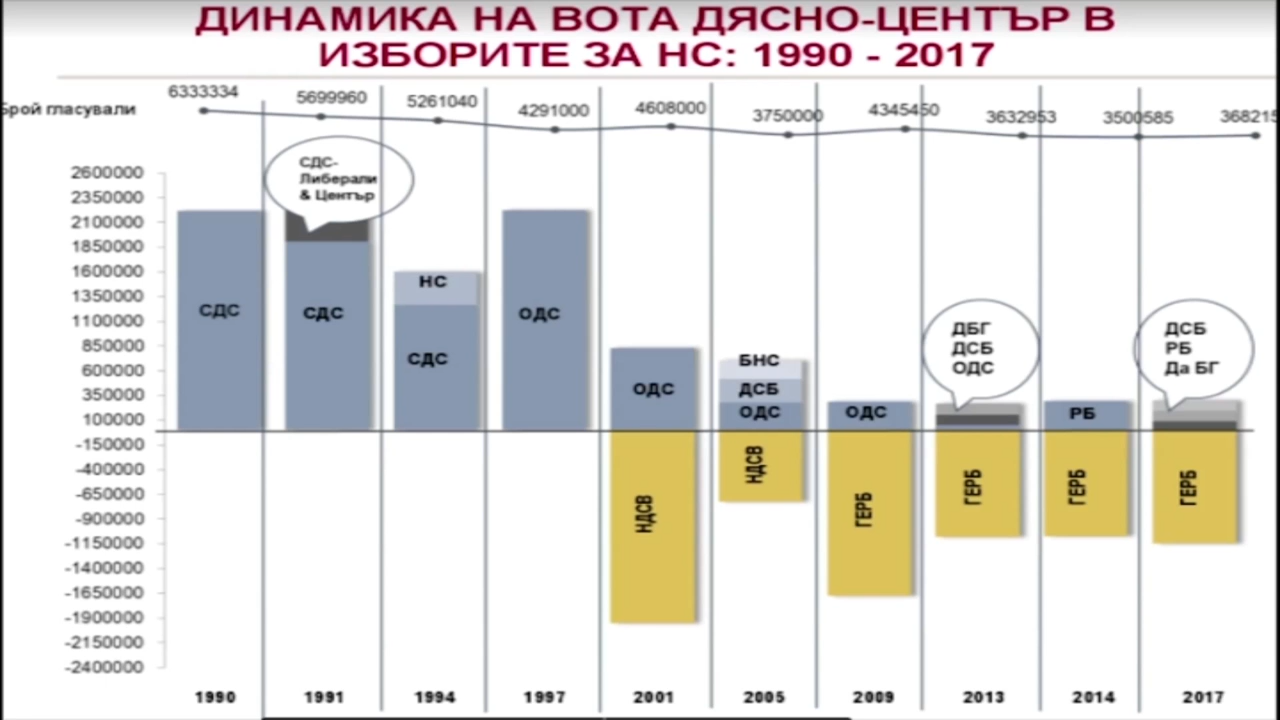 ДИНАМИКА НА ВОТА ДЯСНО-ЦЕНТЪР В
ИЗБОРИТЕ ЗА НС: 1990 - 2017
Брой гласували
6333334
5699960
5261040
4291000
4608000
3750000
4345450
3632953
3500585
368215
2600000
2350000
2100000
1850000
1600000
1350000
1100000
850000
600000
350000
100000
-150000
-400000
-650000
-900000
-1150000
-1400000
-1650000
-1900000
-2150000
-2400000
СДС
СДС-
Либерали
& Център
СДС
НС
СДС
ОДС
ОДС
НДСВ
БНС
ДСБ
ОДС
НДСВ
ОДС
ГЕРБ
ДБГ
ДСБ
ОДС
ГЕРБ
РБ
ГЕРБ
ДСБ
РБ
Да БГ
ГЕРБ
1990
1991
1994
1997
2001
2005
2009
2013
2014
2017